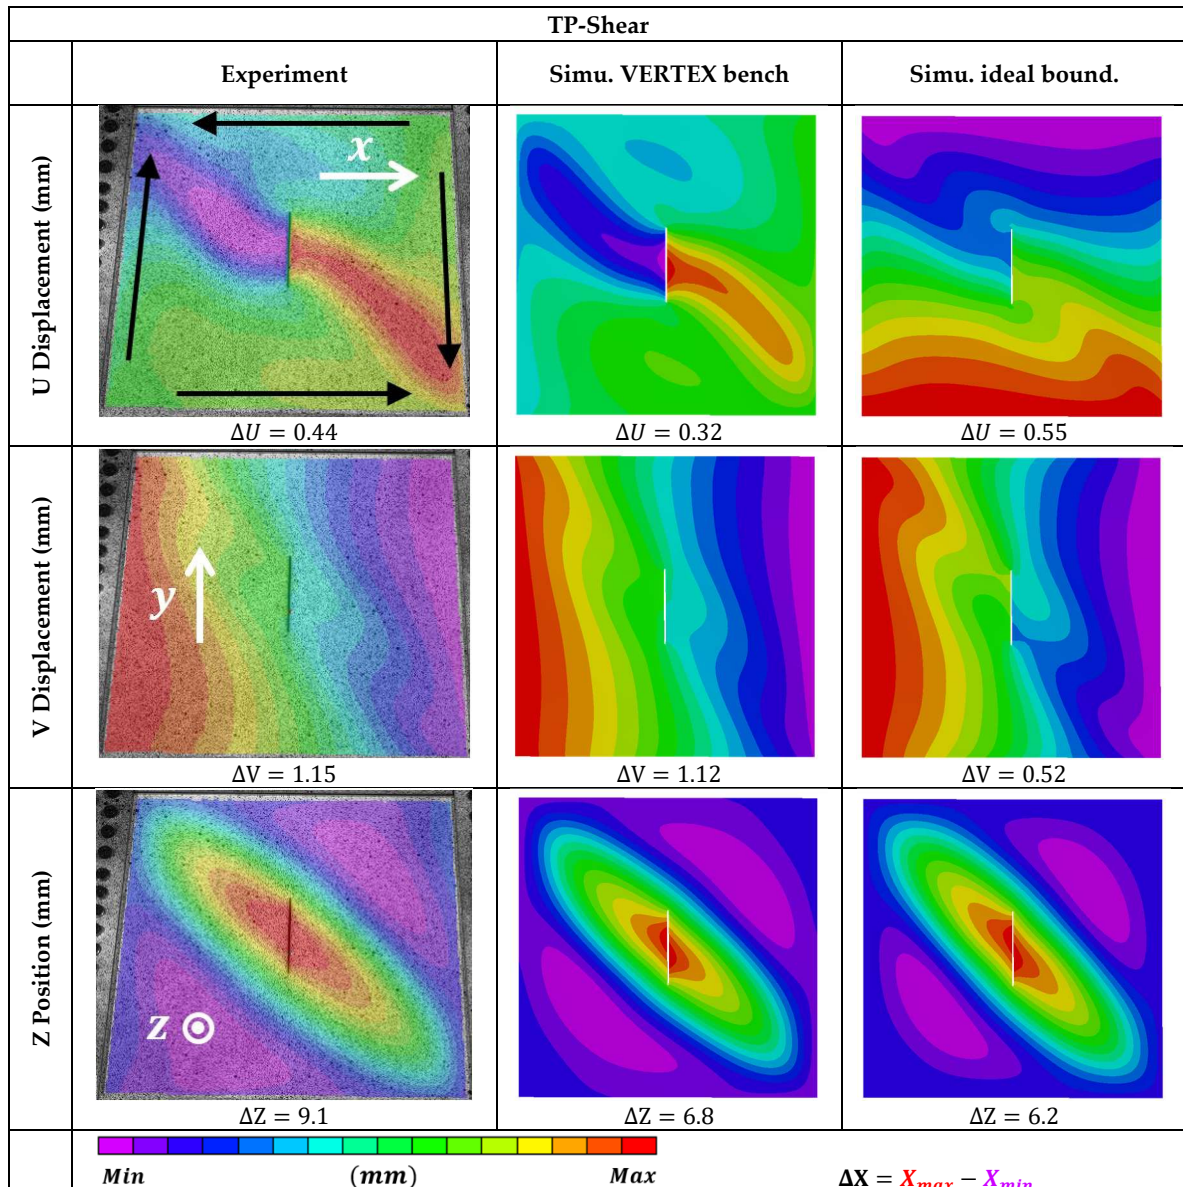 TP-Shear
Experiment
Simu. VERTEX bench
Simu. ideal bound.
U Displacement (mm)
x
ΔU = 0.44
ΔU = 0.32
ΔU = 0.55
V Displacement (mm)
y
ΔV = 1.15
ΔV = 1.12
ΔV = 0.52
Z Position (mm)
z
ΔZ = 9.1
ΔZ = 6.8
ΔZ = 6.2
Min (mm) Max
ΔX = Xmax − Xmin